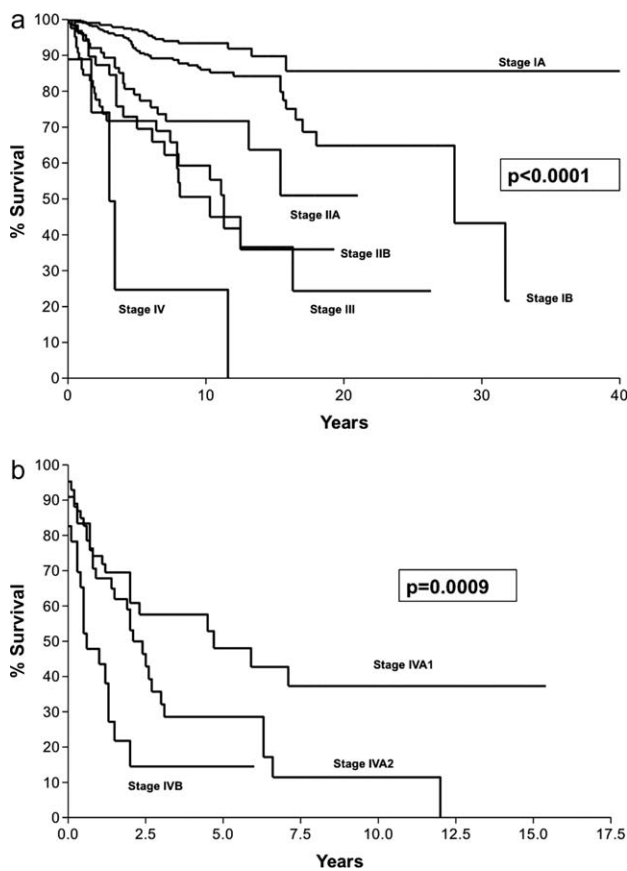 a
% Survival
100
90
80
70
60
50
40
30
20
10
0
Stage IA
p<0.0001
Stage IIA
Stage IIB
Stage IV
Stage III
Stage IB
0 10 20 30 40
Years
b
% Survival
100
90
80
70
60
50
40
30
20
10
0
p=0.0009
Stage IVA1
Stage IVA2
Stage IVB
0.0 2.5 5.0 7.5 10.0 12.5 15.0 17.5
Years